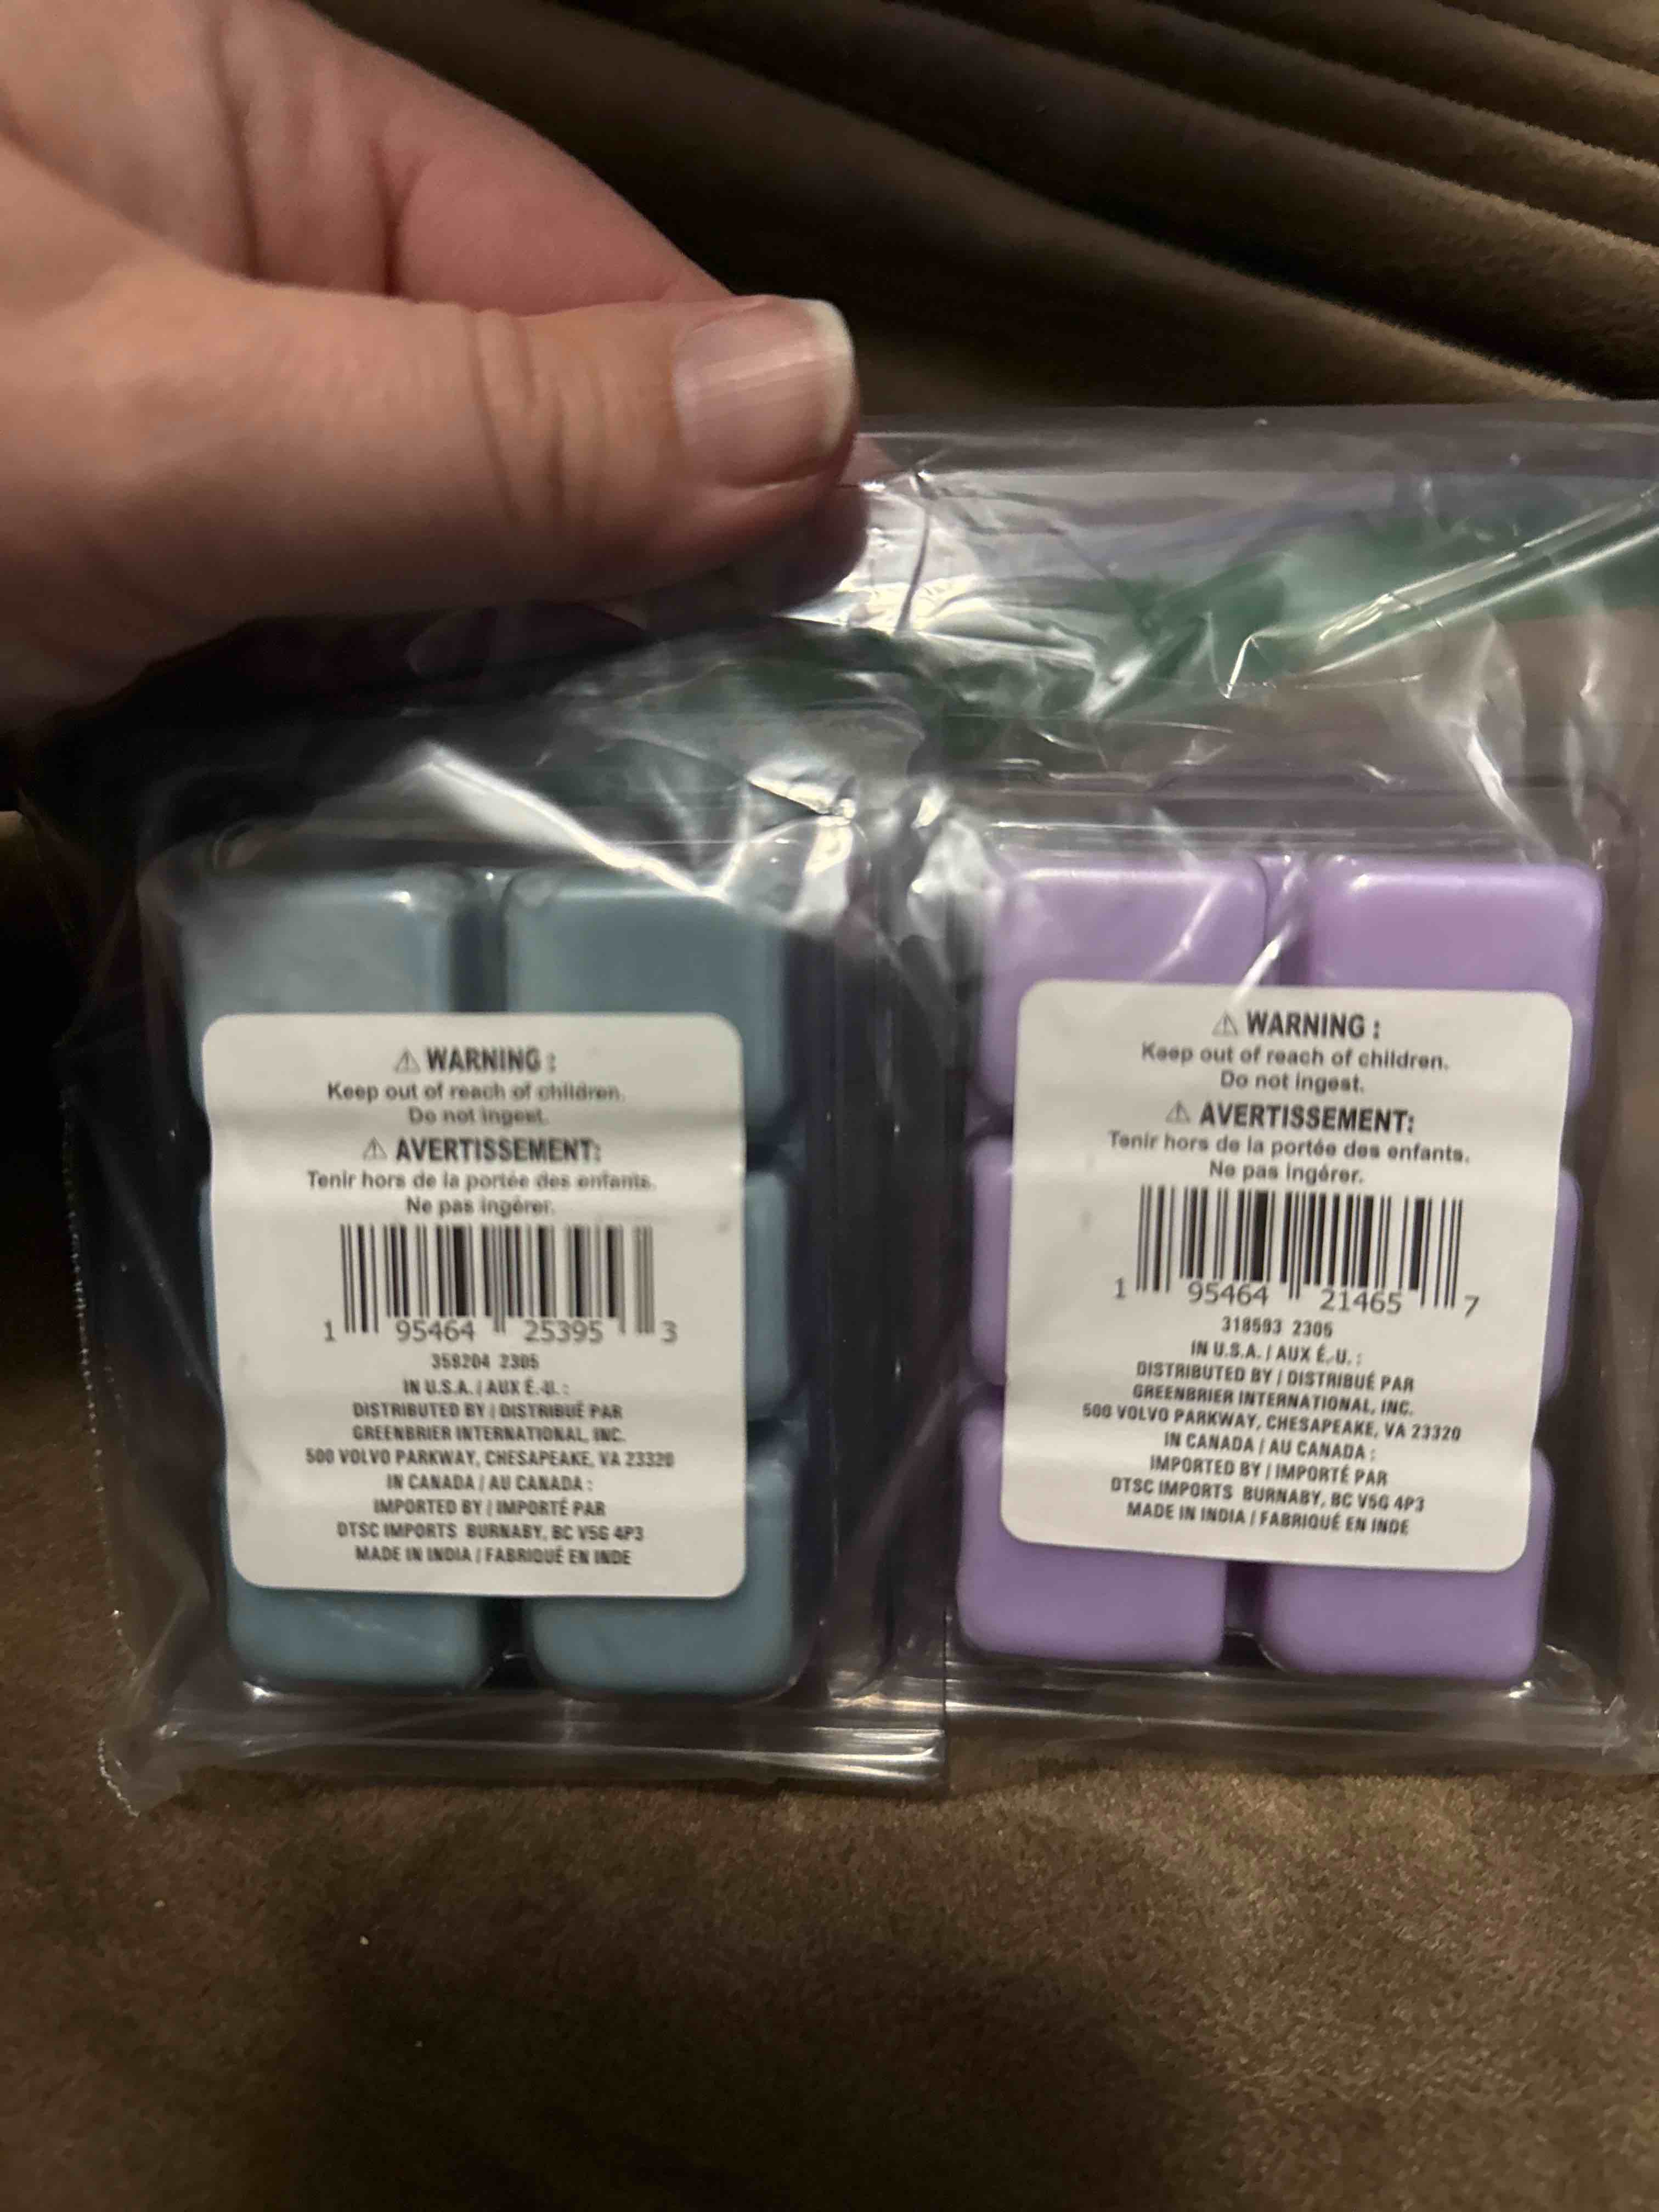 ⚠ WARNING :
Keep out of reach of children.
Do not ingest.
⚠ AVERTISSEMENT:
Tenir hors de la portée des enfants.
Ne pas ingérer.
1 95464 25395 3
358204 2305
IN U.S.A. / AUX É.-U. :
DISTRIBUTED BY / DISTRIBUÉ PAR
GREENBRIER INTERNATIONAL, INC.
500 VOLVO PARKWAY, CHESAPEAKE, VA 23320
IN CANADA / AU CANADA :
IMPORTED BY / IMPORTÉ PAR
DTSC IMPORTS BURNABY, BC V5G 4P3
MADE IN INDIA / FABRIQUÉ EN INDE
⚠ WARNING :
Keep out of reach of children.
Do not ingest.
⚠ AVERTISSEMENT:
Tenir hors de la portée des enfants.
Ne pas ingérer.
1 95464 21465 7
318593 2305
IN U.S.A. / AUX É.-U. :
DISTRIBUTED BY / DISTRIBUÉ PAR
GREENBRIER INTERNATIONAL, INC.
500 VOLVO PARKWAY, CHESAPEAKE, VA 23320
IN CANADA / AU CANADA :
IMPORTED BY / IMPORTÉ PAR
DTSC IMPORTS BURNABY, BC V5G 4P3
MADE IN INDIA / FABRIQUÉ EN INDE